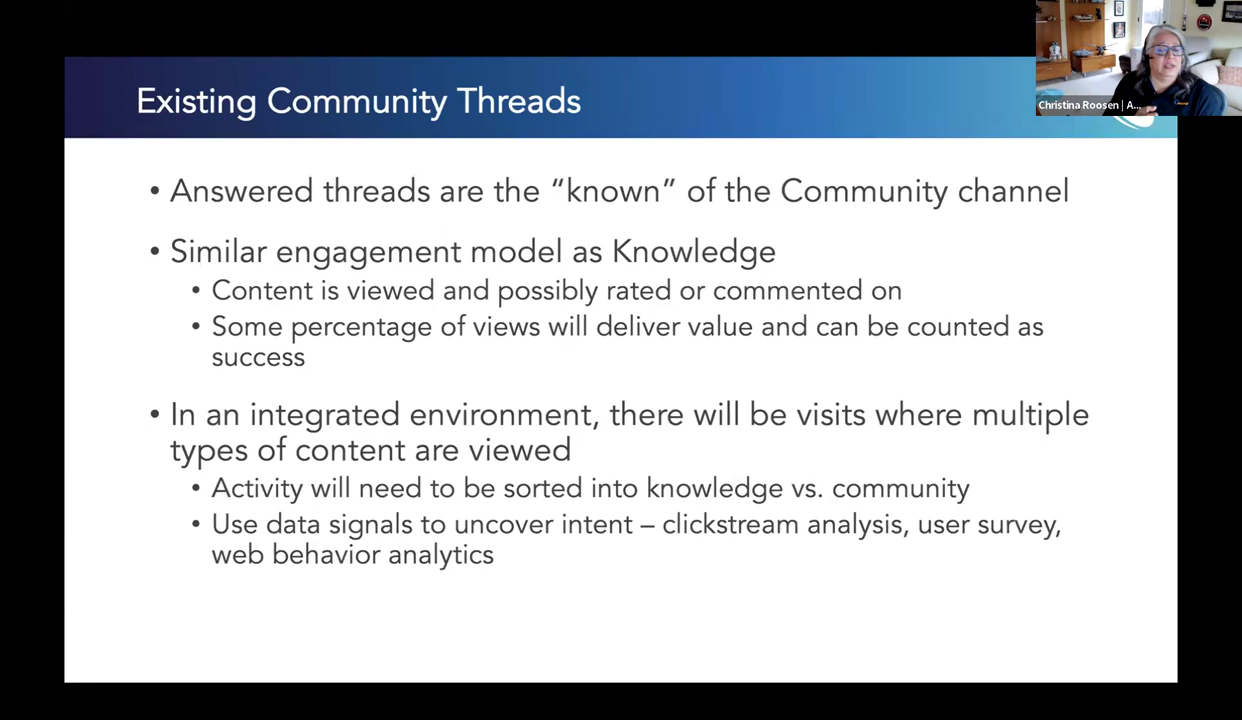 Existing Community Threads
Christina Roosen | A...
• Answered threads are the “known” of the Community channel
• Similar engagement model as Knowledge
• Content is viewed and possibly rated or commented on
• Some percentage of views will deliver value and can be counted as
success
• In an integrated environment, there will be visits where multiple
types of content are viewed
• Activity will need to be sorted into knowledge vs. community
• Use data signals to uncover intent – clickstream analysis, user survey,
web behavior analytics